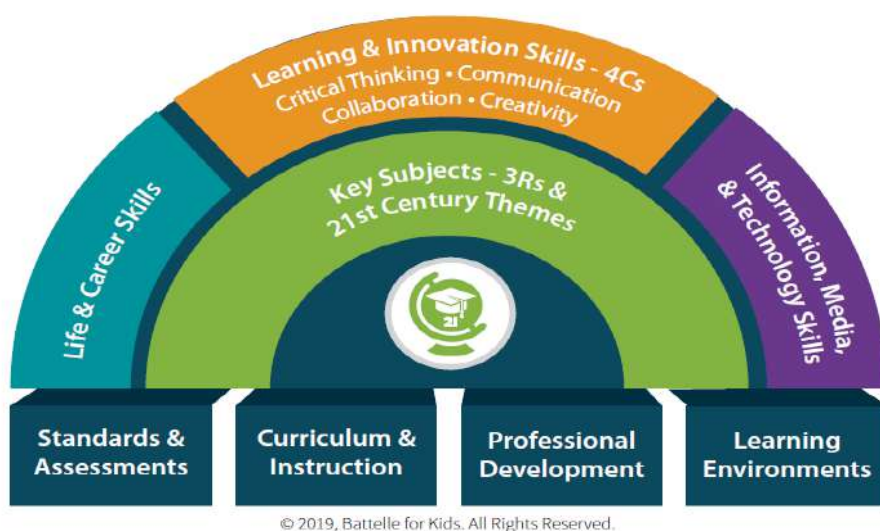 Learning & Innovation Skills - 4Cs
Critical Thinking • Communication
Collaboration • Creativity
Life & Career Skills
Key Subjects - 3Rs &
21st Century Themes
Information, Media,
& Technology Skills
21
Standards &
Assessments
Curriculum &
Instruction
Professional
Development
Learning
Environments
© 2019, Battelle for Kids. All Rights Reserved.